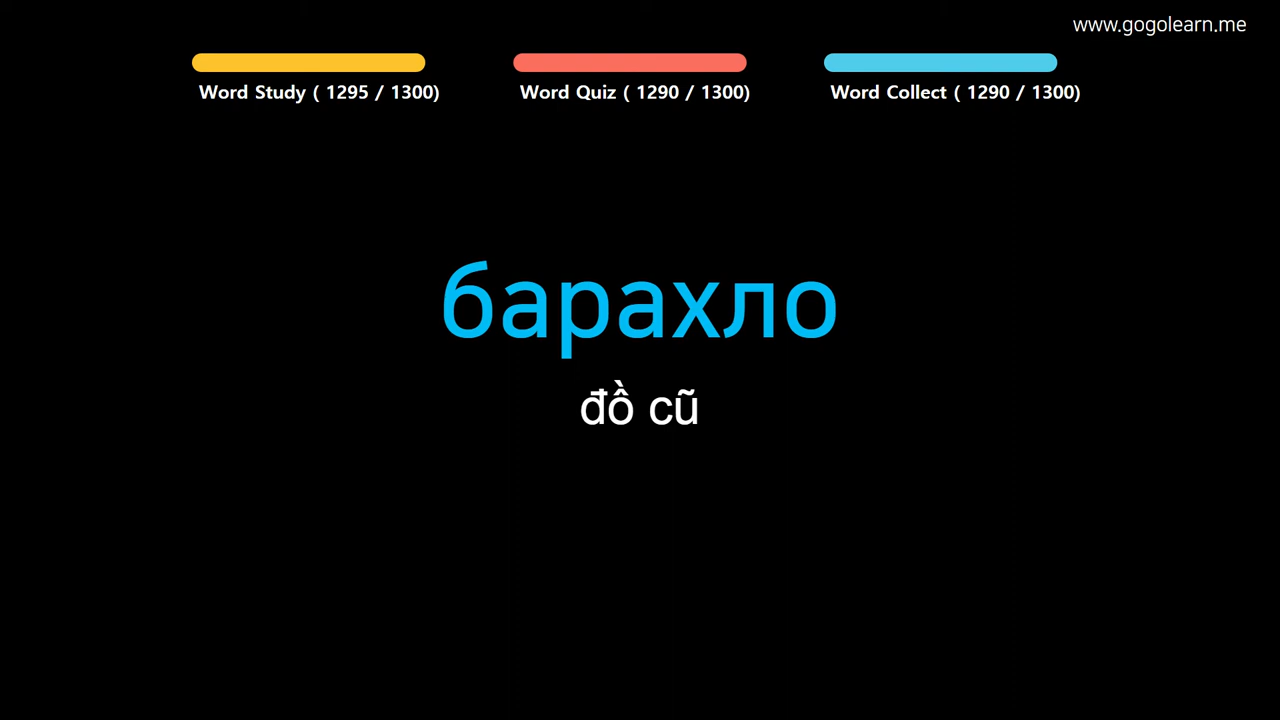 www.gogolearn.me
Word Study ( 1295 / 1300)
Word Quiz ( 1290 / 1300)
Word Collect ( 1290 / 1300)
барахло
đồ cũ